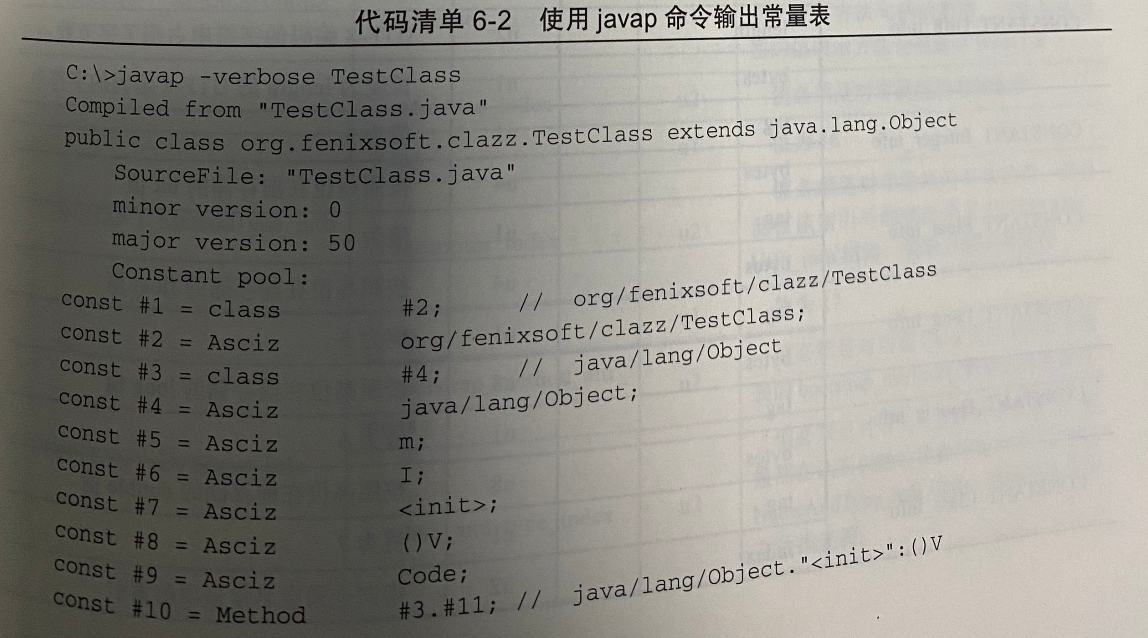 代码清单 6-2 使用 javap 命令输出常量表
C:\>javap -verbose TestClass
Compiled from "TestClass.java"
public class org.fenixsoft.clazz.TestClass extends java.lang.Object
SourceFile: "TestClass.java"
minor version: 0
major version: 50
Constant pool:
const #1 = class #2; // org/fenixsoft/clazz/TestClass
const #2 = Asciz org/fenixsoft/clazz/TestClass;
const #3 = class #4; // java/lang/Object
const #4 = Asciz java/lang/Object;
const #5 = Asciz m;
const #6 = Asciz I;
const #7 = Asciz <init>;
const #8 = Asciz ()V;
const #9 = Asciz Code;
const #10 = Method #3.#11; // java/lang/Object."<init>":()V